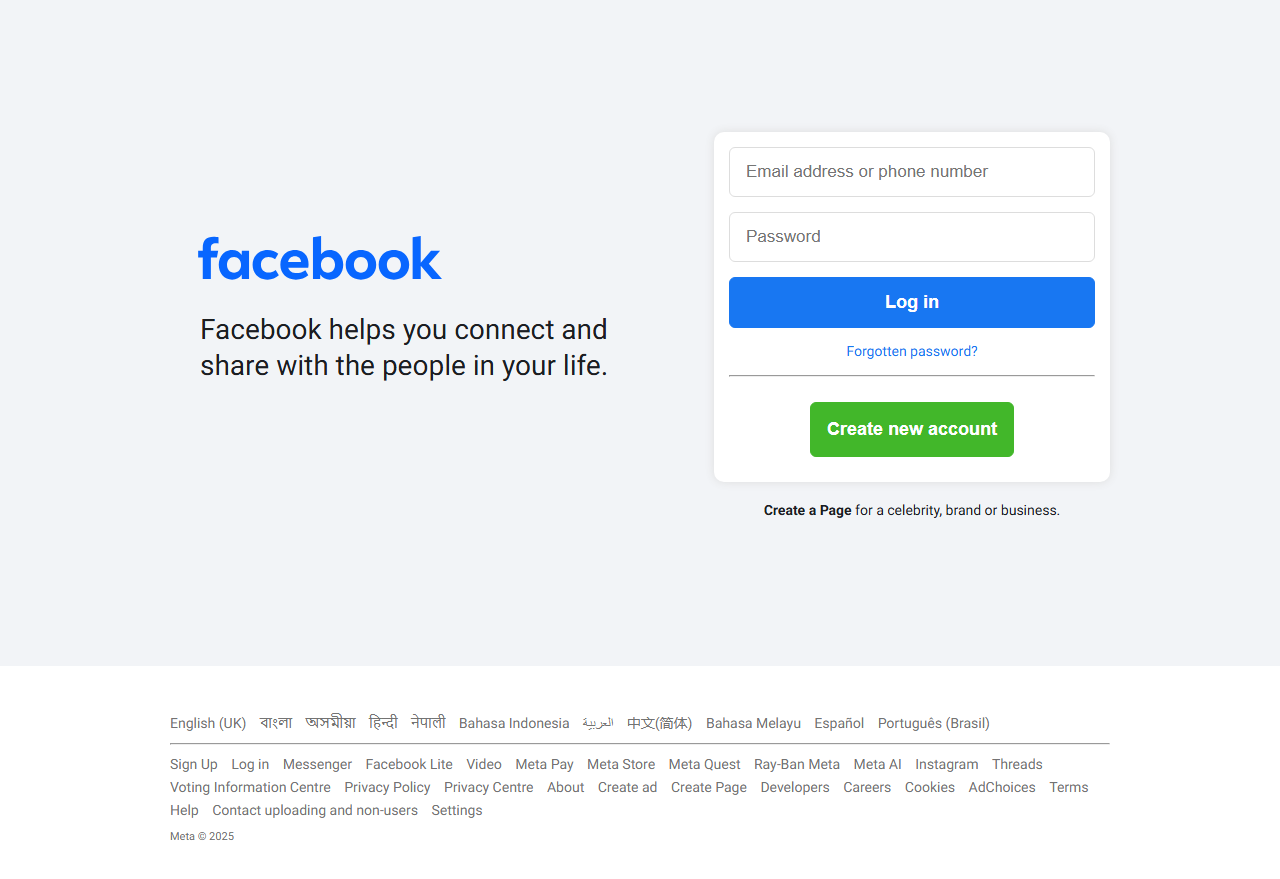 facebook
Facebook helps you connect and
share with the people in your life.
Email address or phone number
Password
Log in
Forgotten password?
Create new account
Create a Page for a celebrity, brand or business.
English (UK) বাংলা অসমীয়া हिन्दी नेपाली Bahasa Indonesia العربية 中文(简体) Bahasa Melayu Español Português (Brasil)
Sign Up Log in Messenger Facebook Lite Video Meta Pay Meta Store Meta Quest Ray-Ban Meta Meta AI Instagram Threads
Voting Information Centre Privacy Policy Privacy Centre About Create ad Create Page Developers Careers Cookies AdChoices Terms
Help Contact uploading and non-users Settings
Meta © 2025